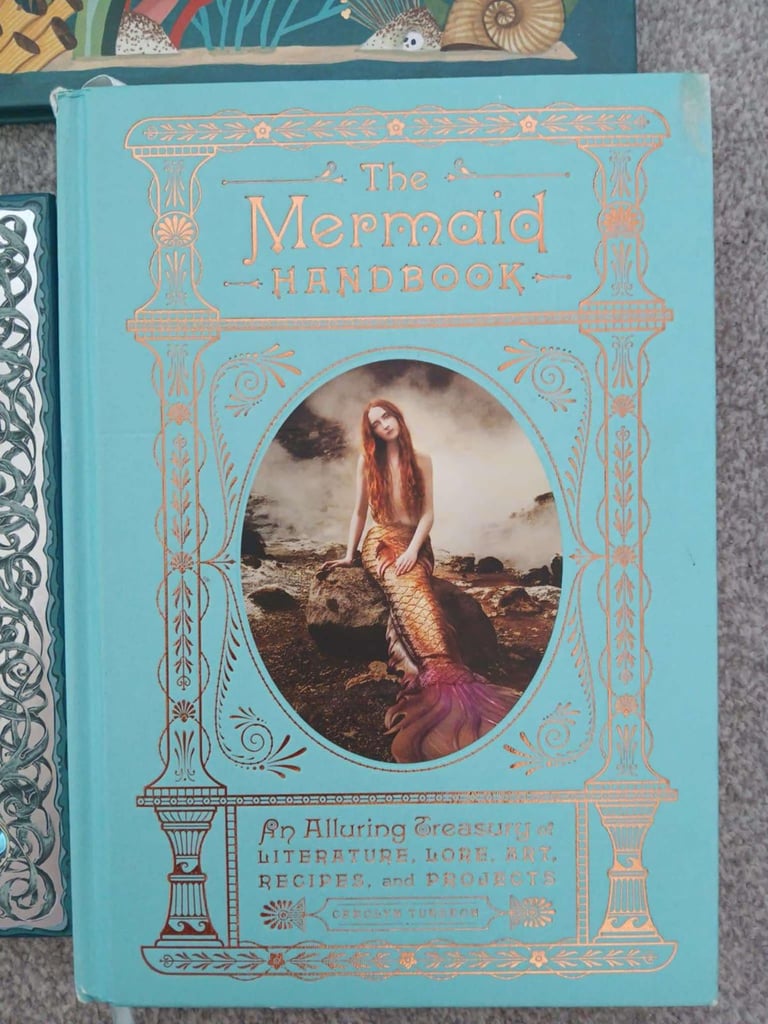 The
Mermaid
HANDBOOK
An Alluring Treasury of
LITERATURE, LORE, ART,
RECIPES, and PROJECTS
CAROLYN TURGEON